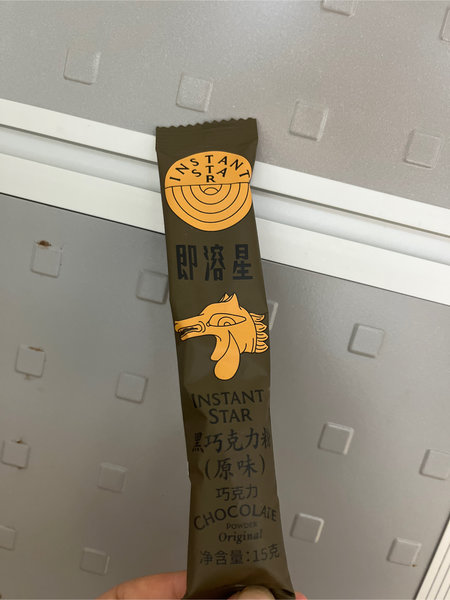 INSTANT
STAR
即溶星
INSTANT
STAR
黑巧克力粉
(原味)
巧克力
CHOCOLATE
POWDER
Original
净含量:15克